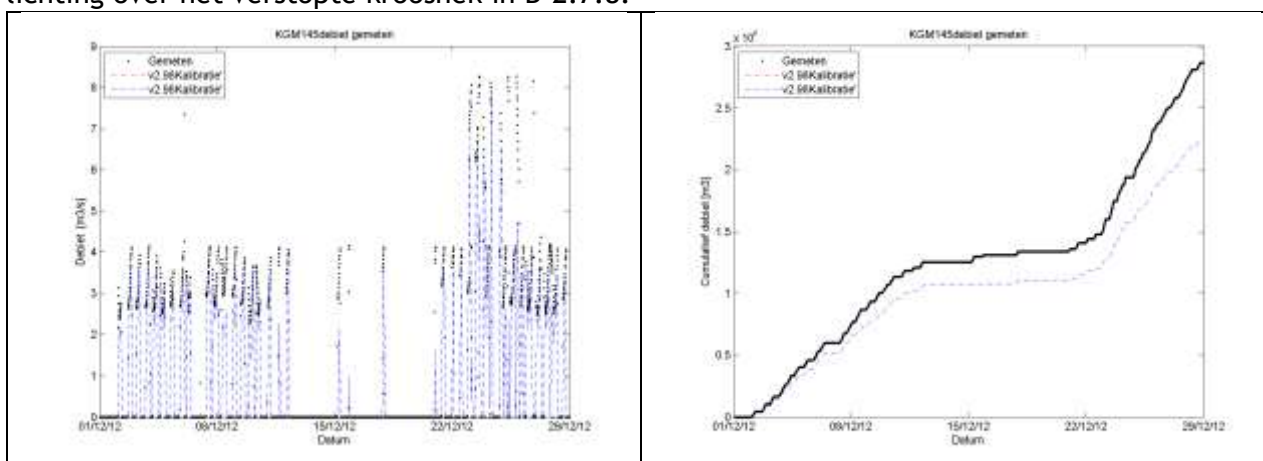 lichting over het verstopte krooshek in B 2.7.8.
KGM145debiet gemeten
Gemeten
v2.98Kalibratie'
v2.98Kalibratie'
Debiet [m3/s]
9
8
7
6
5
4
3
2
1
0
01/12/12 08/12/12 15/12/12 22/12/12 29/12/12
Datum
KGM145debiet gemeten
x 10
Gemeten
v2.98Kalibratie'
v2.98Kalibratie'
Cumulatief debiet [m3]
3
2.5
2
1.5
1
0.5
0
01/12/12 08/12/12 15/12/12 22/12/12 29/12/12
Datum